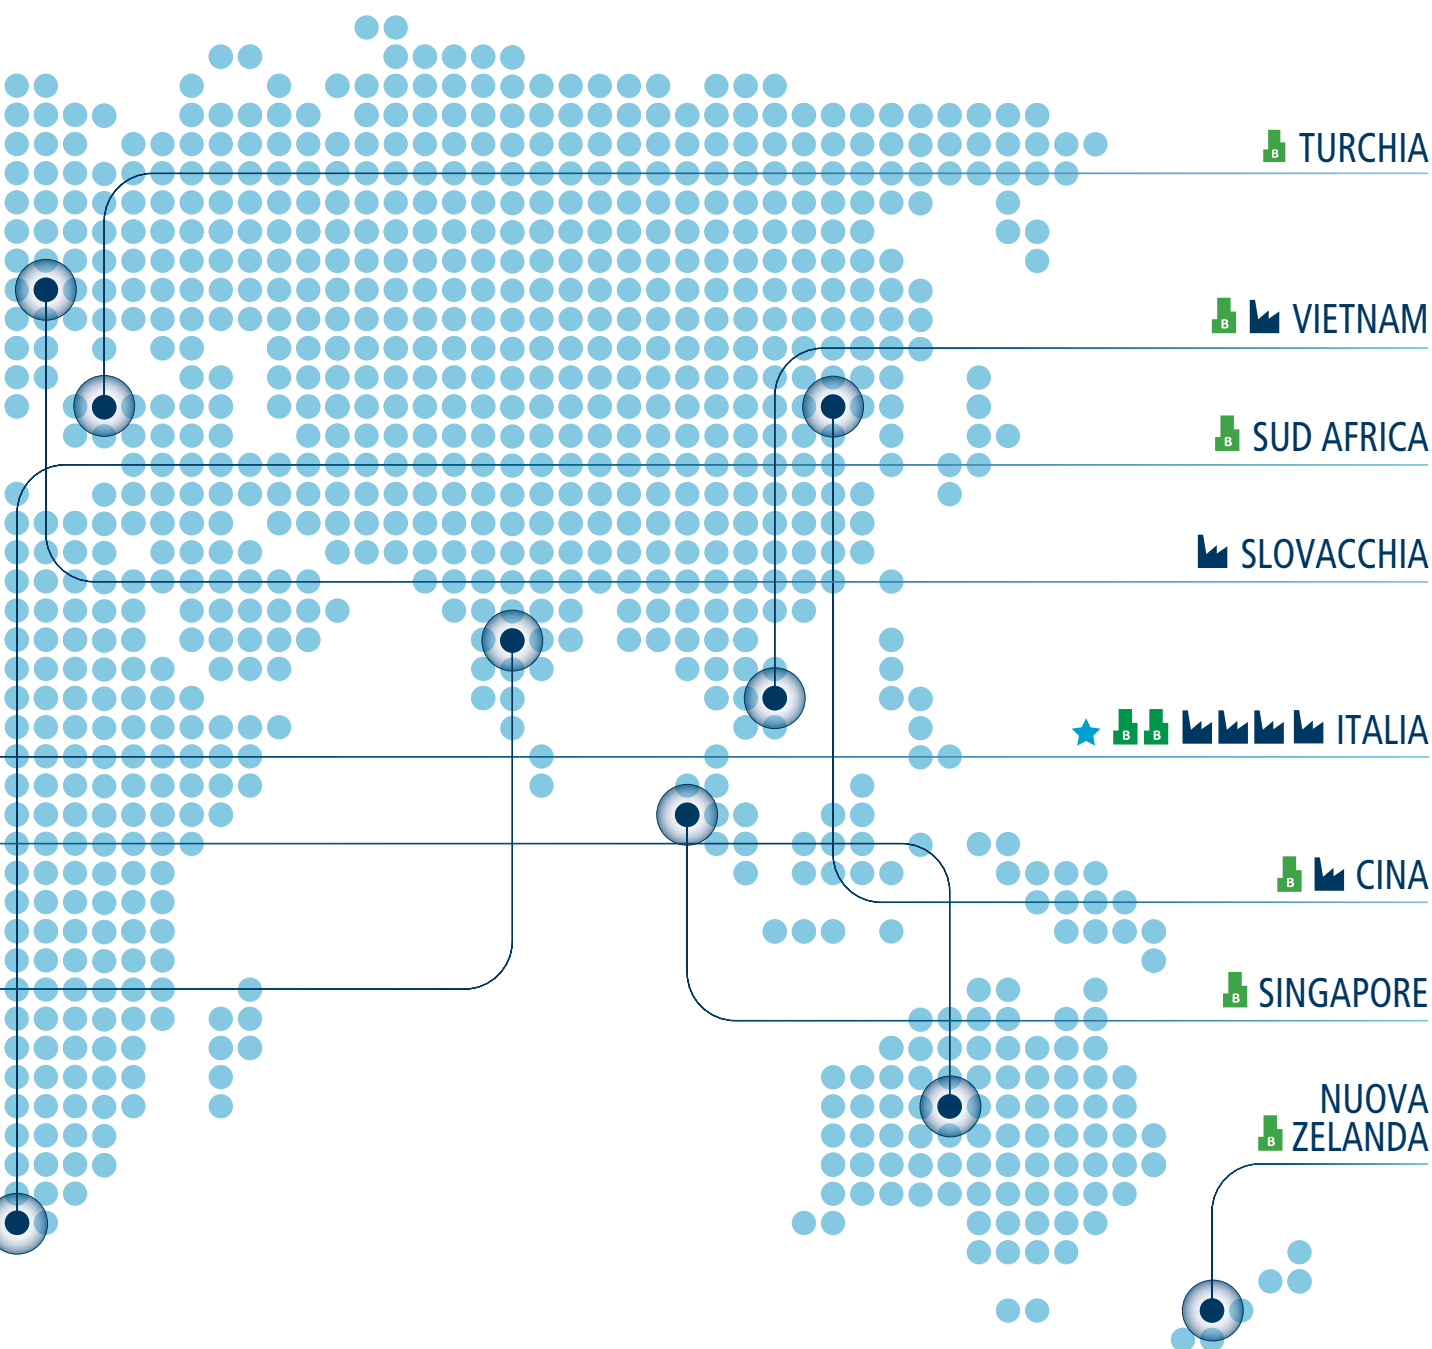 B TURCHIA
B VIETNAM
B SUD AFRICA
SLOVACCHIA
B B ITALIA
B CINA
B SINGAPORE
NUOVA
B ZELANDA